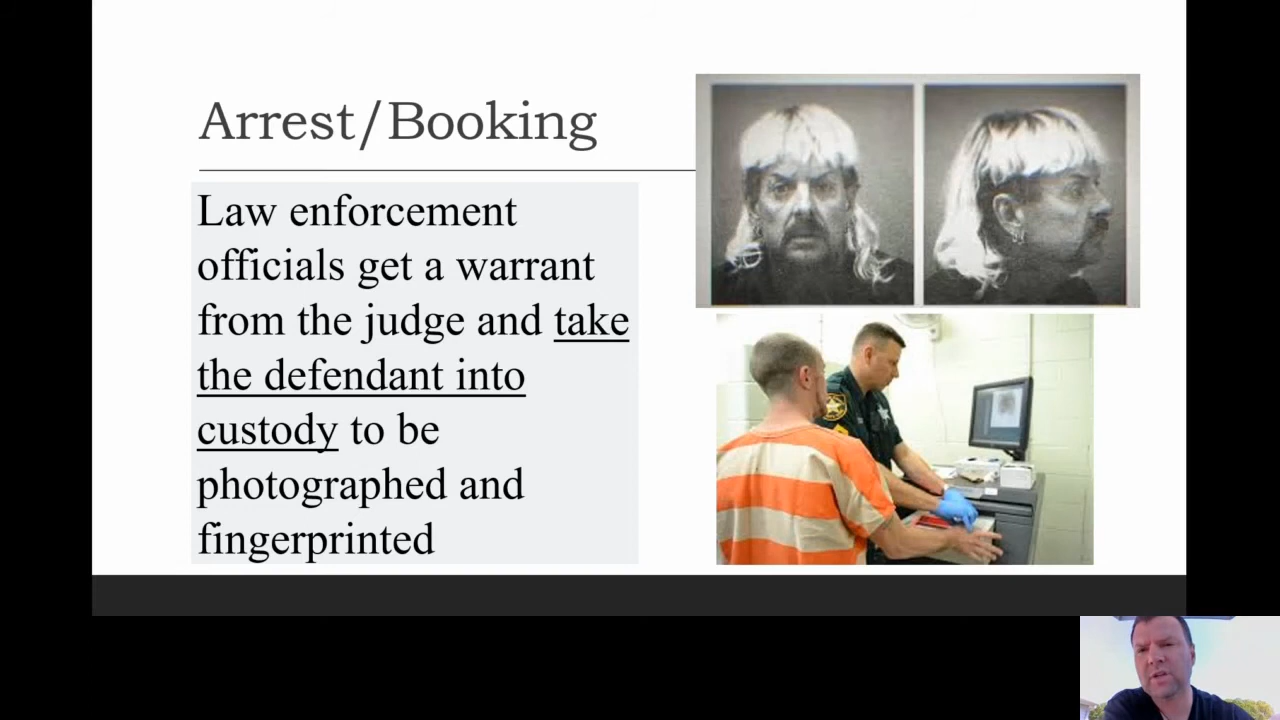 Arrest/Booking
Law enforcement
officials get a warrant
from the judge and take
the defendant into
custody to be
photographed and
fingerprinted